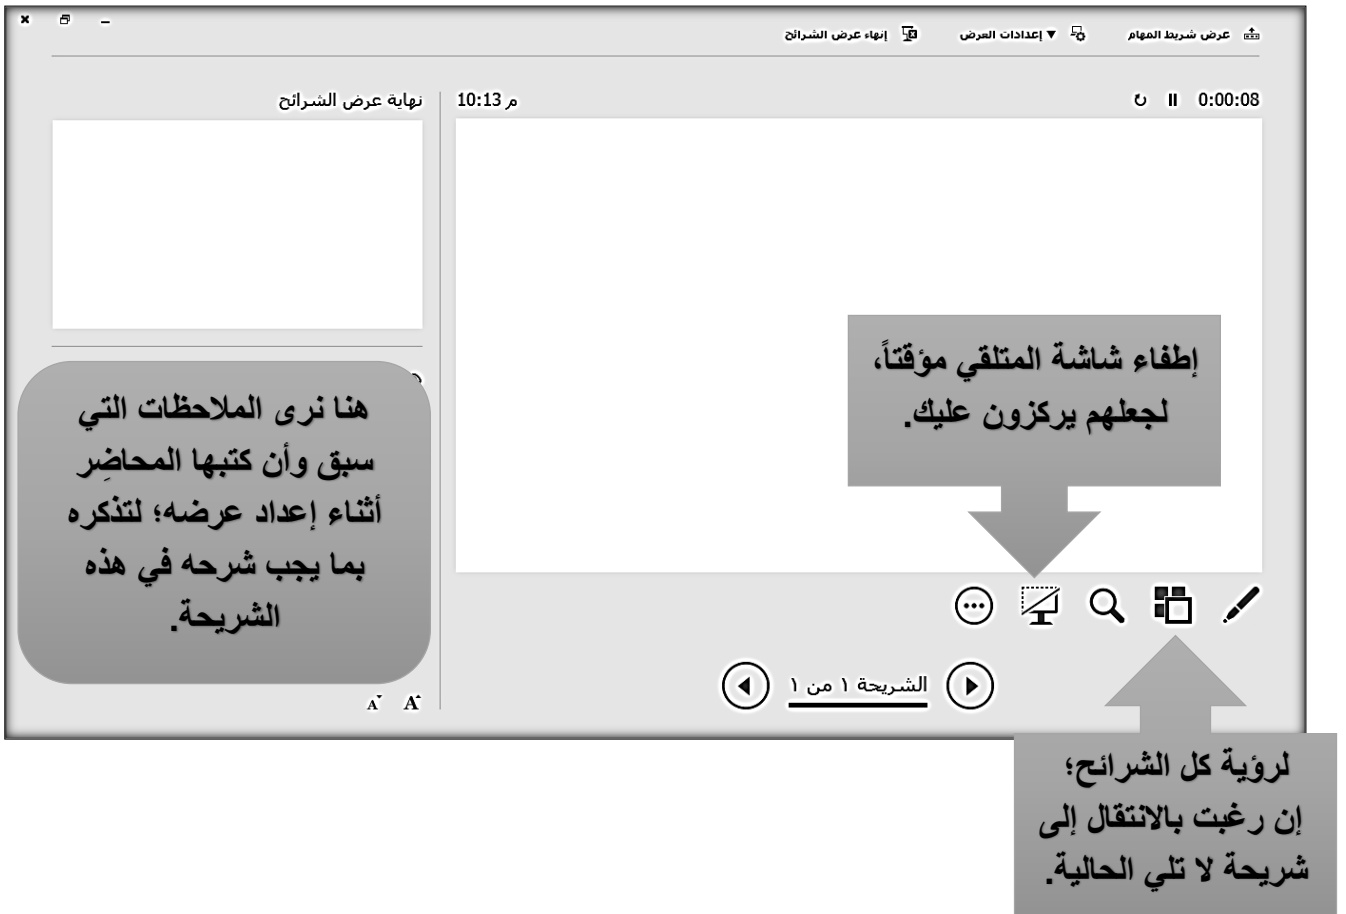 عرض شريط المهام
إعدادات العرض ▼
إنهاء عرض الشرائح
0:00:08
10:13 م
نهاية عرض الشرائح
إطفاء شاشة المتلقي مؤقتاً،
لجعلهم يركزون عليك.
هنا نرى الملاحظات التي
سبق وأن كتبها المحاضِر
أثناء إعداد عرضه؛ لتذكره
بما يجب شرحه في هذه
الشريحة.
الشريحة ١ من ١
A A
لرؤية كل الشرائح؛
إن رغبت بالانتقال إلى
شريحة لا تلي الحالية.